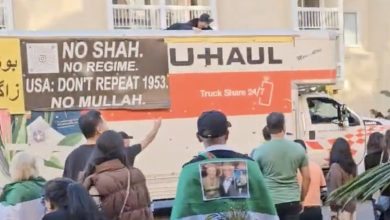 NO SHAH.
NO REGIME.
USA: DON'T REPEAT 1953.
NO MULLAH.
U-HAUL
Truck Share 24/7